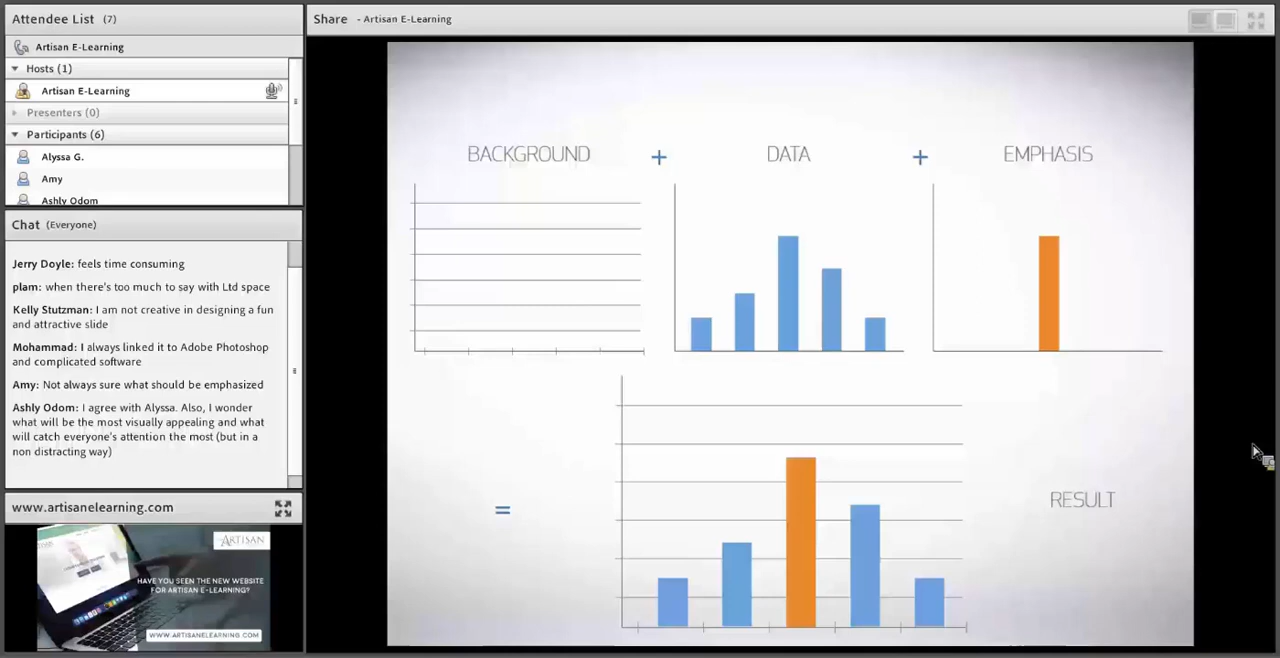 Attendee List (7)
Artisan E-Learning
Hosts (1)
Artisan E-Learning
Presenters (0)
Participants (6)
Alyssa G.
Amy
Ashly Odom
Chat (Everyone)
Jerry Doyle: feels time consuming
plam: when there's too much to say with Ltd space
Kelly Stutzman: I am not creative in designing a fun
and attractive slide
Mohammad: I always linked it to Adobe Photoshop
and complicated software
Amy: Not always sure what should be emphasized
Ashly Odom: I agree with Alyssa. Also, I wonder
what will be the most visually appealing and what
will catch everyone's attention the most (but in a
non distracting way)
www.artisanelearning.com
ARTISAN
HAVE YOU SEEN THE NEW WEBSITE
FOR ARTISAN E-LEARNING?
WWW.ARTISANELEARNING.COM
Share - Artisan E-Learning
BACKGROUND + DATA + EMPHASIS
= RESULT